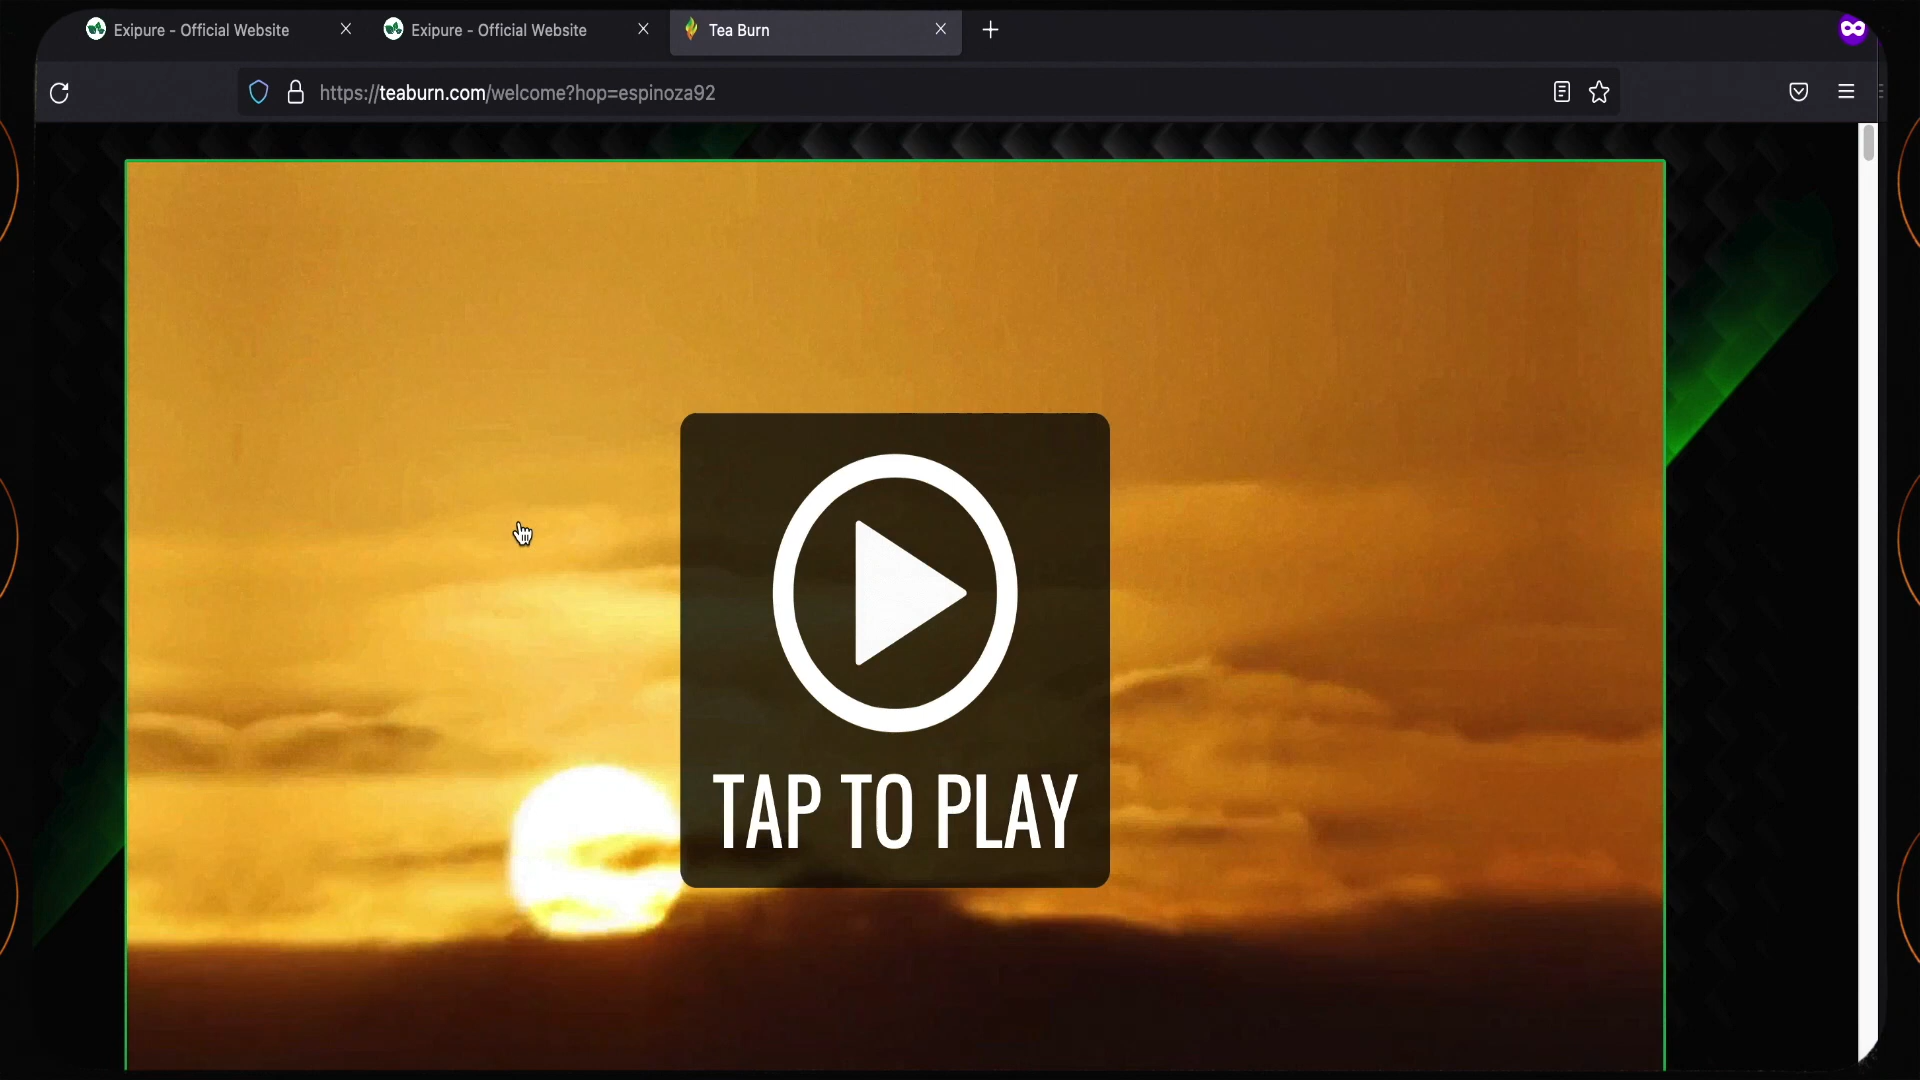 Exipure - Official Website
Exipure - Official Website
Tea Burn
https://teaburn.com/welcome?hop=espinoza92
TAP TO PLAY